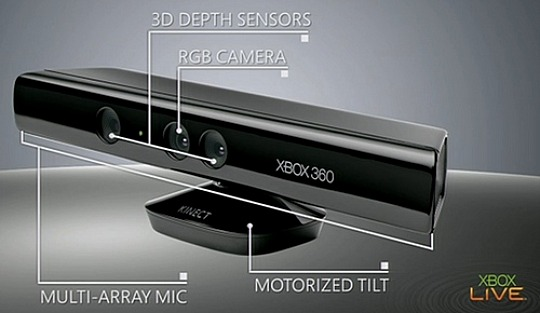 3D DEPTH SENSORS
RGB CAMERA
XBOX 360
KINECT
MULTI-ARRAY MIC
MOTORIZED TILT
XBOX
LIVE